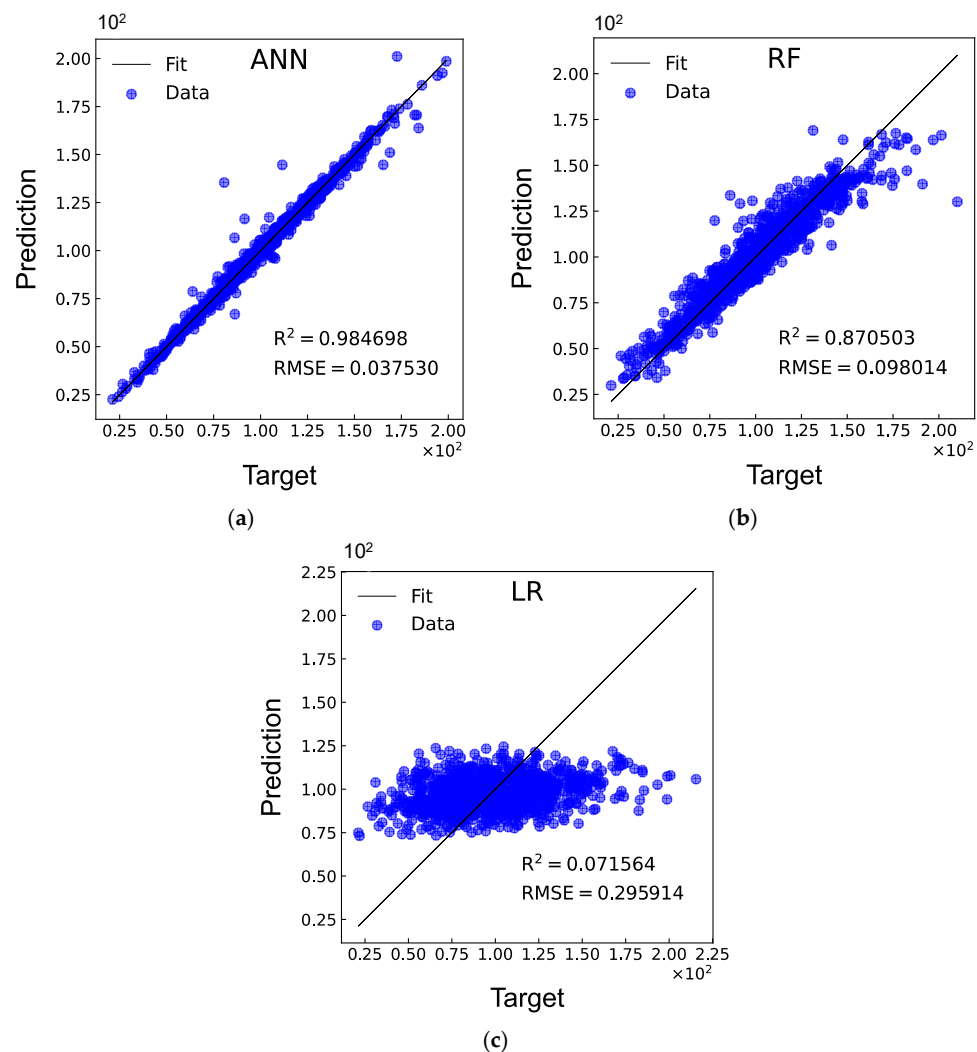 10²
ANN
Fit
Data
2.00
1.75
1.50
1.25
1.00
0.75
0.50
0.25
Prediction
R² = 0.984698
RMSE = 0.037530
0.25 0.50 0.75 1.00 1.25 1.50 1.75 2.00
×10²
Target
(a)
10²
RF
Fit
Data
2.00
1.75
1.50
1.25
1.00
0.75
0.50
0.25
Prediction
R² = 0.870503
RMSE = 0.098014
0.25 0.50 0.75 1.00 1.25 1.50 1.75 2.00
×10²
Target
(b)
10²
LR
Fit
Data
2.25
2.00
1.75
1.50
1.25
1.00
0.75
0.50
0.25
Prediction
R² = 0.071564
RMSE = 0.295914
0.25 0.50 0.75 1.00 1.25 1.50 1.75 2.00 2.25
×10²
Target
(c)